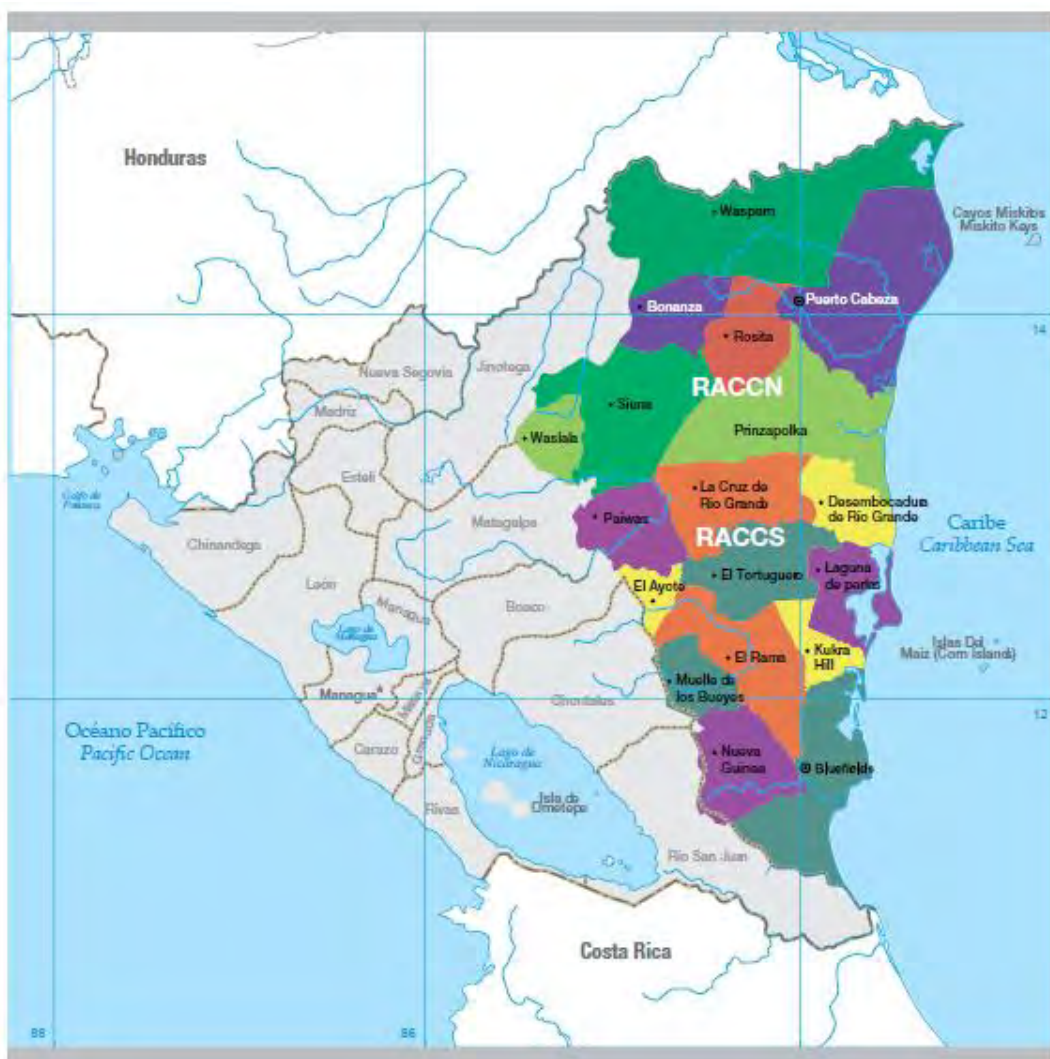 Honduras
Waspam
Cayos Miskitos
Miskito Keys
Bonanza
Puerto Cabeza
14
Rosita
Nueva Segovia
Jinotega
RACCN
Madriz
Siuna
Waslala
Prinzapolka
Estelí
La Cruz de
Río Grande
Desembocadura
de Río Grande
Golfo de
Paiwas
Matagalpa
Caribe
Caribbean Sea
RACCS
Chinandega
León
El Tortuguero
Laguna
de perlas
El Ayote
Managua
Boaco
Lago de
Managua
Islas Del
Maiz (Corn Islands)
Kukra
Hill
El Rama
Muelle de
los Bueyes
Managua
Masaya
Chontales
12
Océano Pacífico
Pacific Ocean
Carazo
Granada
Lago de
Nicaragua
Nueva
Guinea
Bluefields
Rivas
Isla de
Ometepe
Río San Juan
Costa Rica
88
86